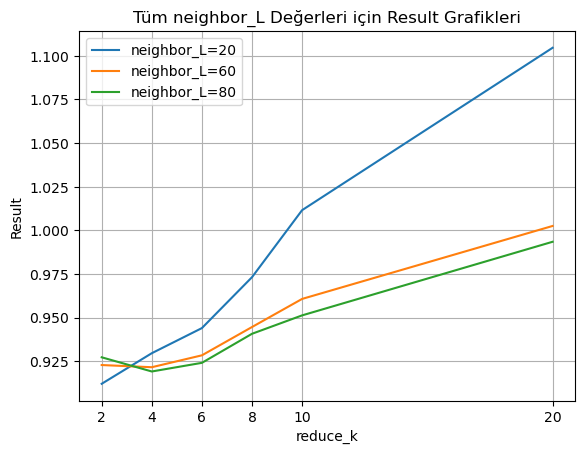 Tüm neighbor_L Değerleri için Result Grafikleri
neighbor_L=20
neighbor_L=60
neighbor_L=80
1.100
1.075
1.050
1.025
1.000
0.975
0.950
0.925
Result
2 4 6 8 10 20
reduce_k